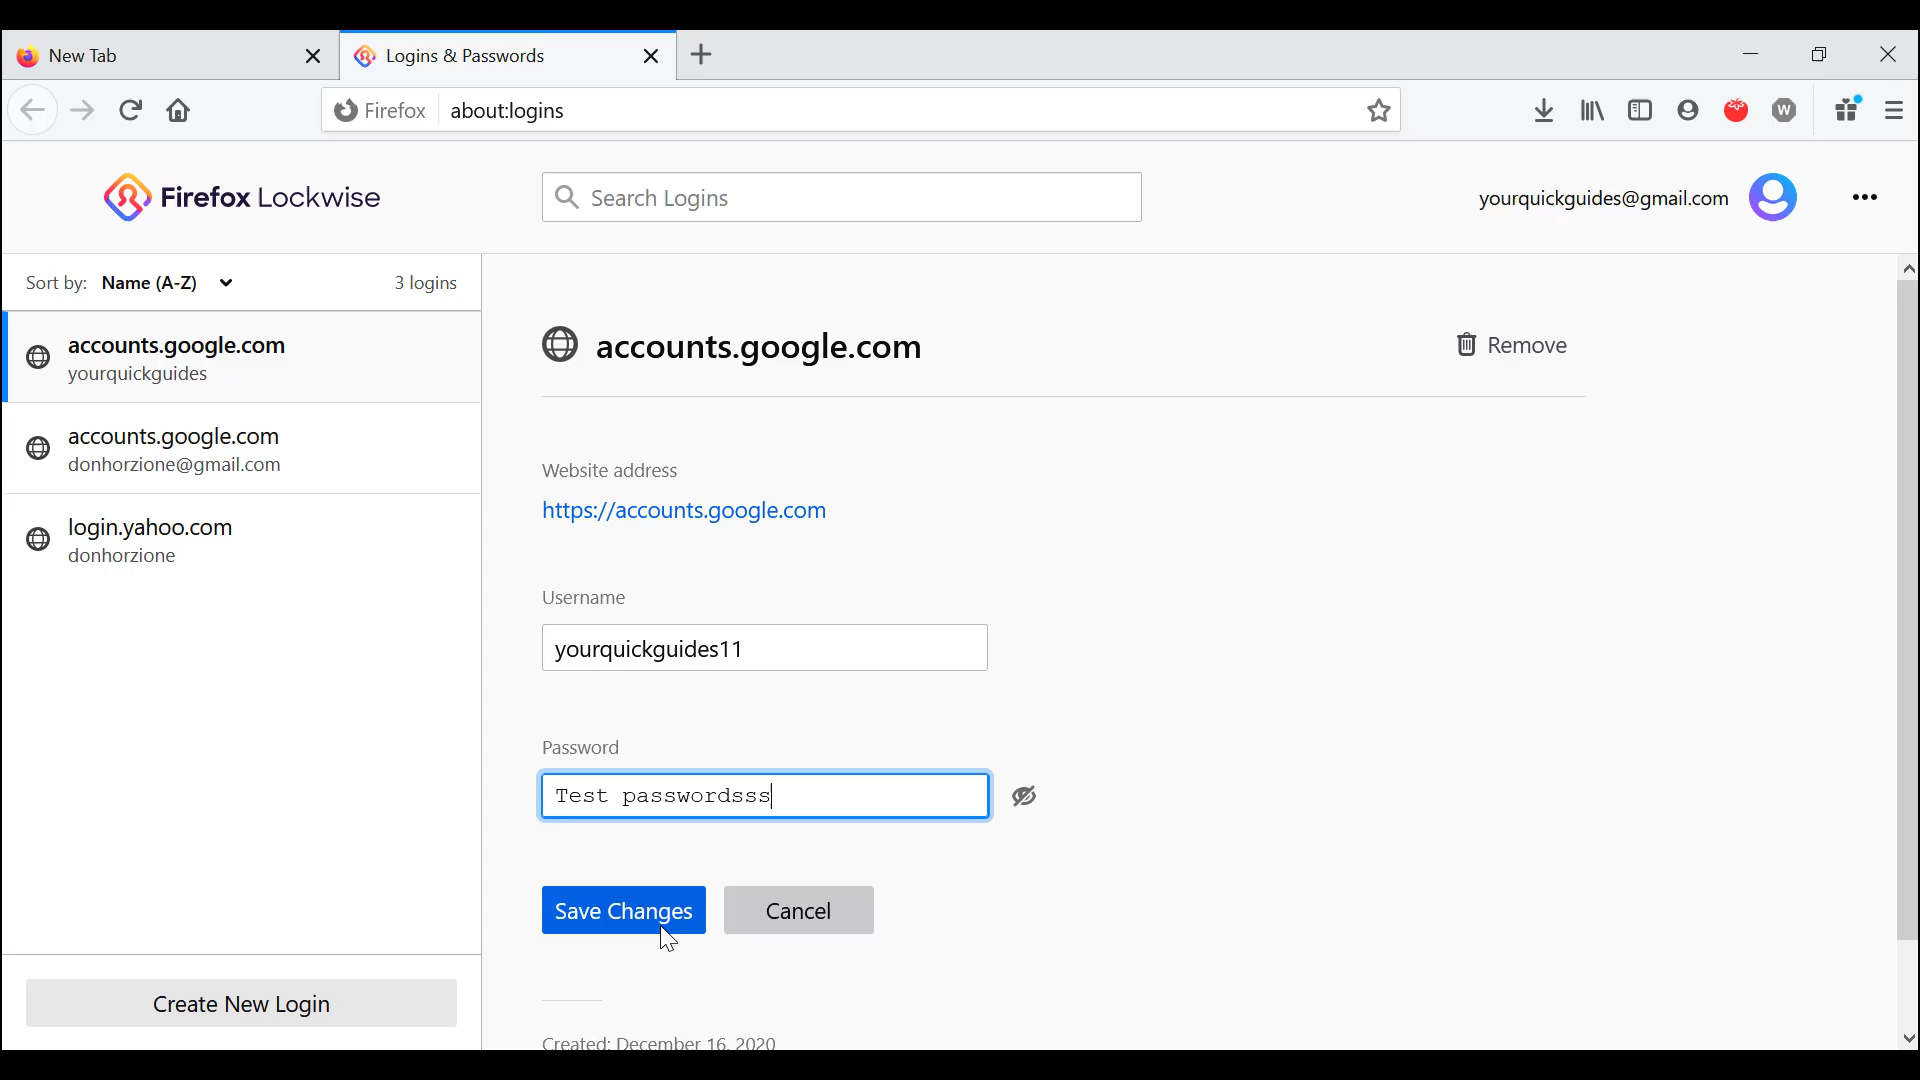 New Tab
Logins & Passwords
Firefox
about:logins
W
Firefox Lockwise
Search Logins
yourquickguides@gmail.com
Sort by: Name (A-Z)
3 logins
accounts.google.com
yourquickguides
accounts.google.com
donhorzione@gmail.com
login.yahoo.com
donhorzione
Create New Login
accounts.google.com
Remove
Website address
https://accounts.google.com
Username
yourquickguides11
Password
Test passwordsss
Save Changes
Cancel
Created: December 16, 2020